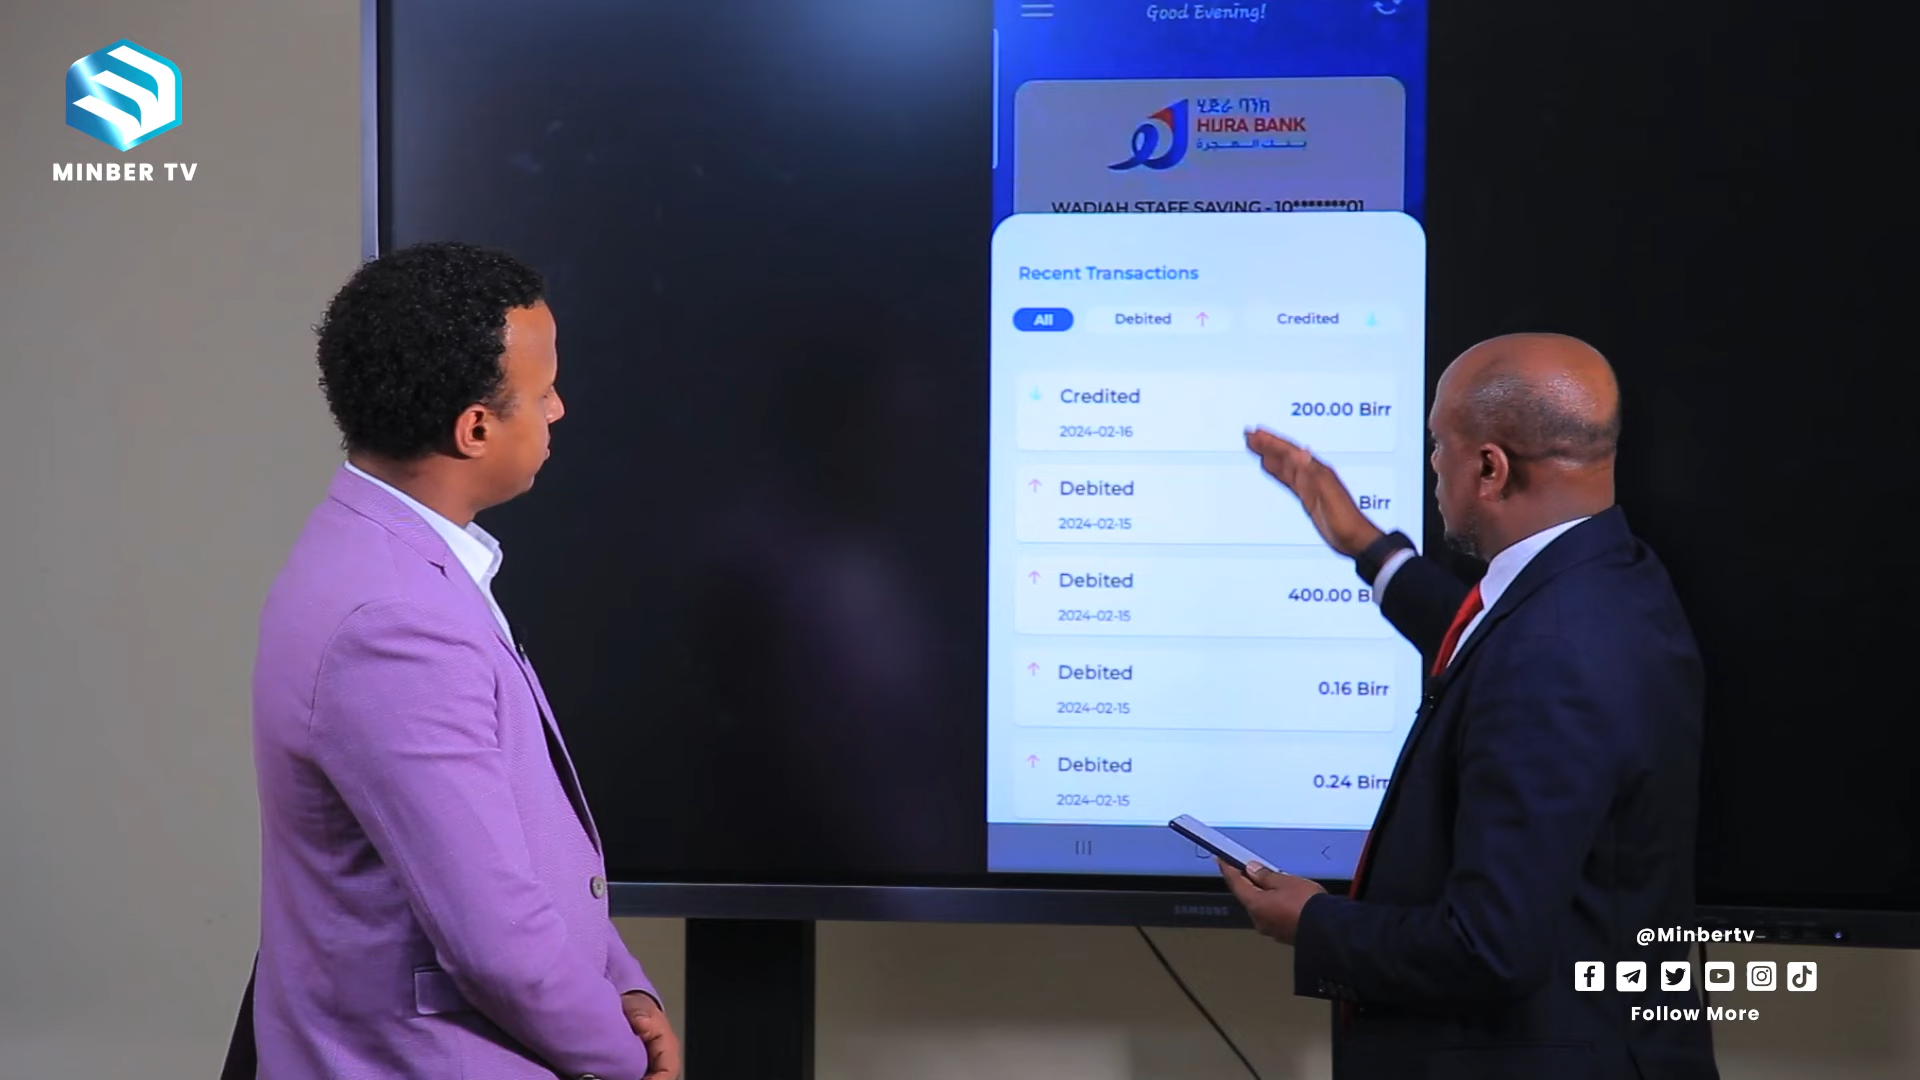 MINBER TV
Good Evening!
ሂጅራ ባንክ
HIJRA BANK
بنك الهجرة
WADIAH STAFF SAVING - 10*******01
Recent Transactions
All
Debited
Credited
Credited
200.00 Birr
2024-02-16
Debited
Birr
2024-02-15
Debited
400.00
2024-02-15
Debited
0.16 Birr
2024-02-15
Debited
0.24 Birr
2024-02-15
SAMSUNG
@Minbertv
Follow More